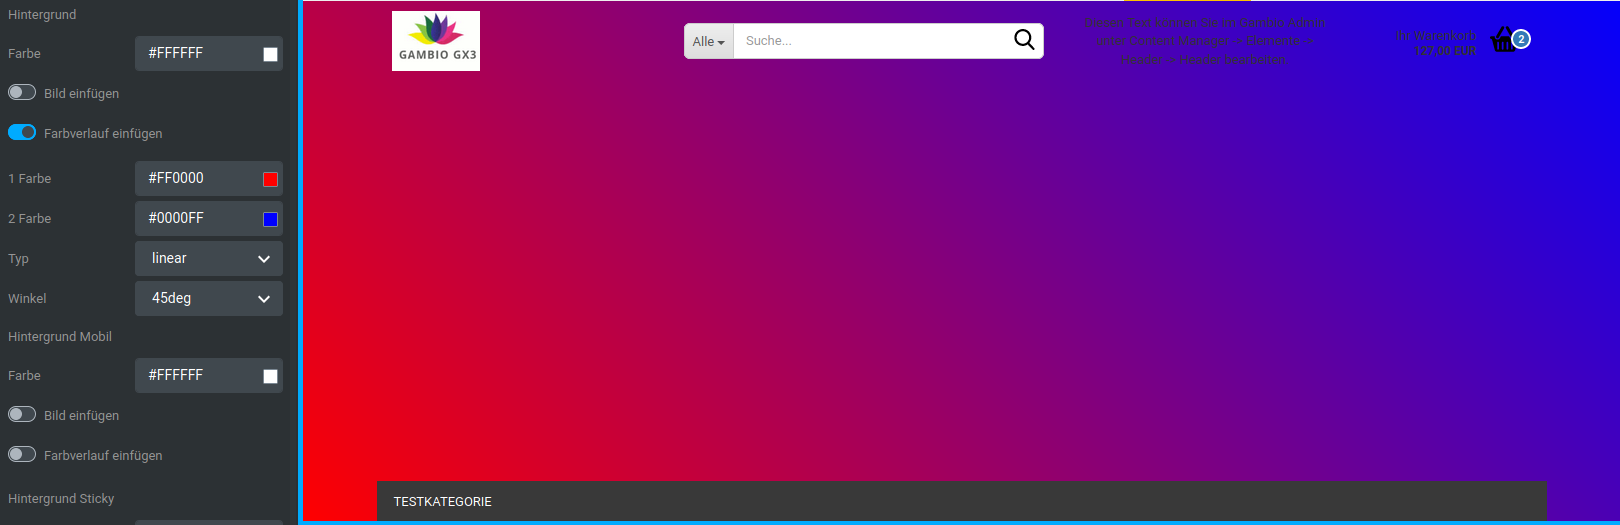 Hintergrund
Farbe #FFFFFF
Bild einfügen
Farbverlauf einfügen
1 Farbe #FF0000
2 Farbe #0000FF
Typ linear
Winkel 45deg
Hintergrund Mobil
Farbe #FFFFFF
Bild einfügen
Farbverlauf einfügen
Hintergrund Sticky
GAMBIO GX3
Alle Suche...
Diesen Text können Sie im Gambio Admin
unter Content Manager -> Elemente ->
Header -> Header bearbeiten.
Ihr Warenkorb
127,00 EUR
2
TESTKATEGORIE